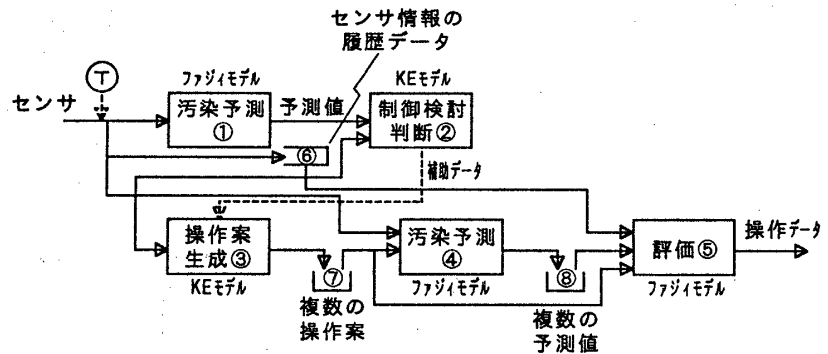 センサ情報の
履歴データ
T
ファジィモデル
KEモデル
センサ
汚染予測
①
予測値
制御検討
判断②
⑥
補助データ
操作案
生成③
KEモデル
⑦
複数の
操作案
汚染予測
④
ファジィモデル
⑧
複数の
予測値
評価⑤
ファジィモデル
操作データ